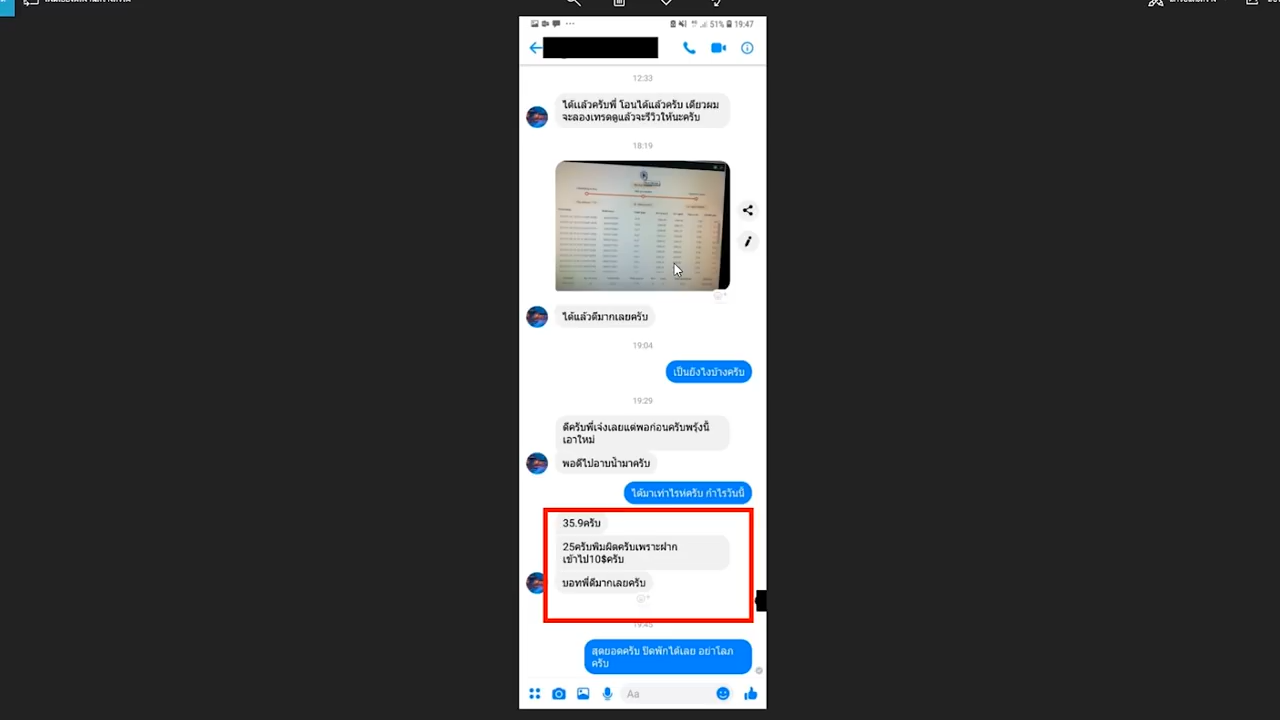 19:47
12:33
ได้แล้วครับพี่ โอนได้แล้วครับ เดียวผม
จะลองเทรดดูแล้วจะรีวิวให้นะครับ
18:19
ได้แล้วดีมากเลยครับ
19:04
เป็นยังไงบ้างครับ
19:29
ดีครับพี่เจ๋งเลยแต่พอก่อนครับพรุ้งนี้
เอาใหม่
พอดีไปอาบน้ำมาครับ
ได้มาเท่าไรห่ครับ กำไรวันนี้
35.9ครับ
25ครับพิมผิดครับเพราะฝาก
เข้าไป10$ครับ
บอทพี่ดีมากเลยครับ
19:45
สุดยอดครับ ปิดพักได้เลย อย่าโลภ
ครับ
Aa